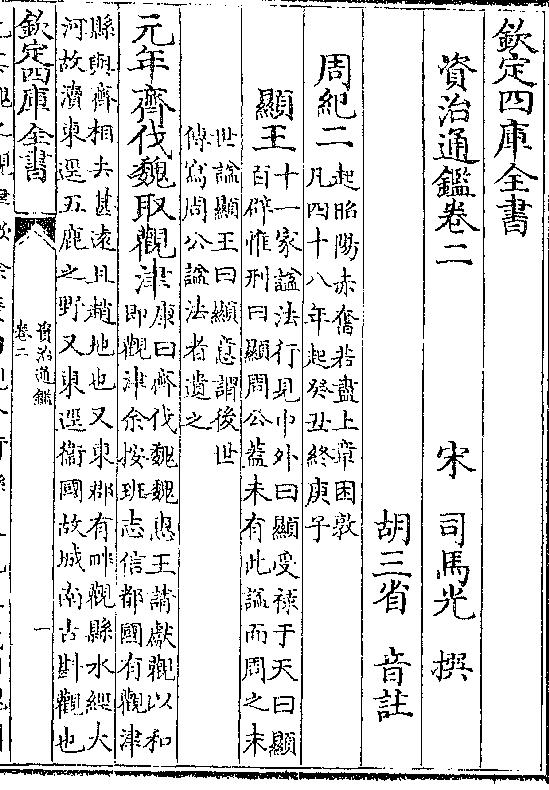 欽定四庫全書
資治通鑑卷二
宋 司馬光 撰
胡三省 音註
周紀二
起昭陽赤奮若盡上章困敦
凡四十八年起癸丑終庚子
顯王
十一家諡法行見中外曰顯受祿于天曰顯
百辟惟刑曰顯周公葢未有此諡而周之末
世諡顯王曰顯意謂後世
傳寫周公諡法者遺之
元年齊伐魏取觀津
康曰齊伐魏魏惠王請獻觀以和
即觀津余按班志信都國有觀津
縣與齊相去甚逺且趙地也又東郡有畔觀縣水經大
河故瀆東逕五鹿之野又東逕衛國故城南古斟觀也
欽定四庫全書
資治通鑑
卷二
一